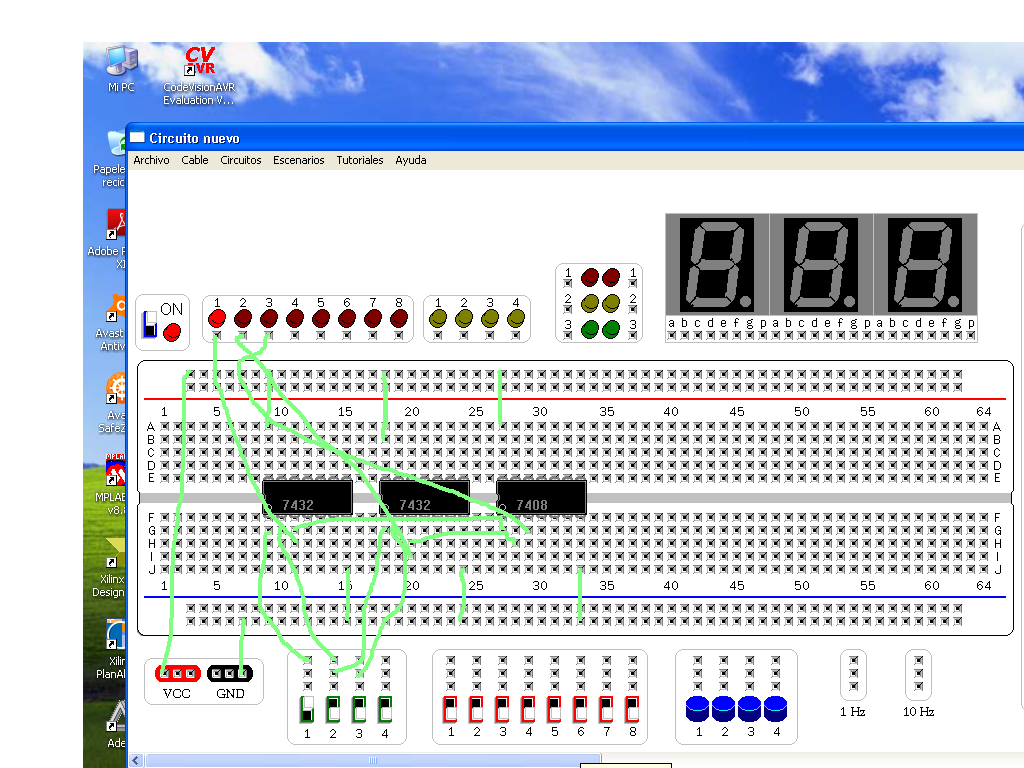 Mi PC
CV
AVR
CodeVisionAVR
Evaluation V...
Circuito nuevo
Archivo Cable Circuitos Escenarios Tutoriales Ayuda
Papele
recic
Adobe R
XI
Avast
Antiv
Ava
SafeZ
MPLAB
v8.8
Xilinx
Design
Xilin
PlanAh
Ade
ON
1 2 3 4 5 6 7 8
1 2 3 4
1 1
2 2
3 3
a b c d e f g p a b c d e f g p a b c d e f g p
1 5 10 15 20 25 30 35 40 45 50 55 60 64
A A
B B
C C
D D
E E
7432 7432 7408
F F
G G
H H
I I
J J
1 5 10 15 20 25 30 35 40 45 50 55 60 64
VCC GND
1 2 3 4
1 2 3 4 5 6 7 8
1 2 3 4
1 Hz 10 Hz